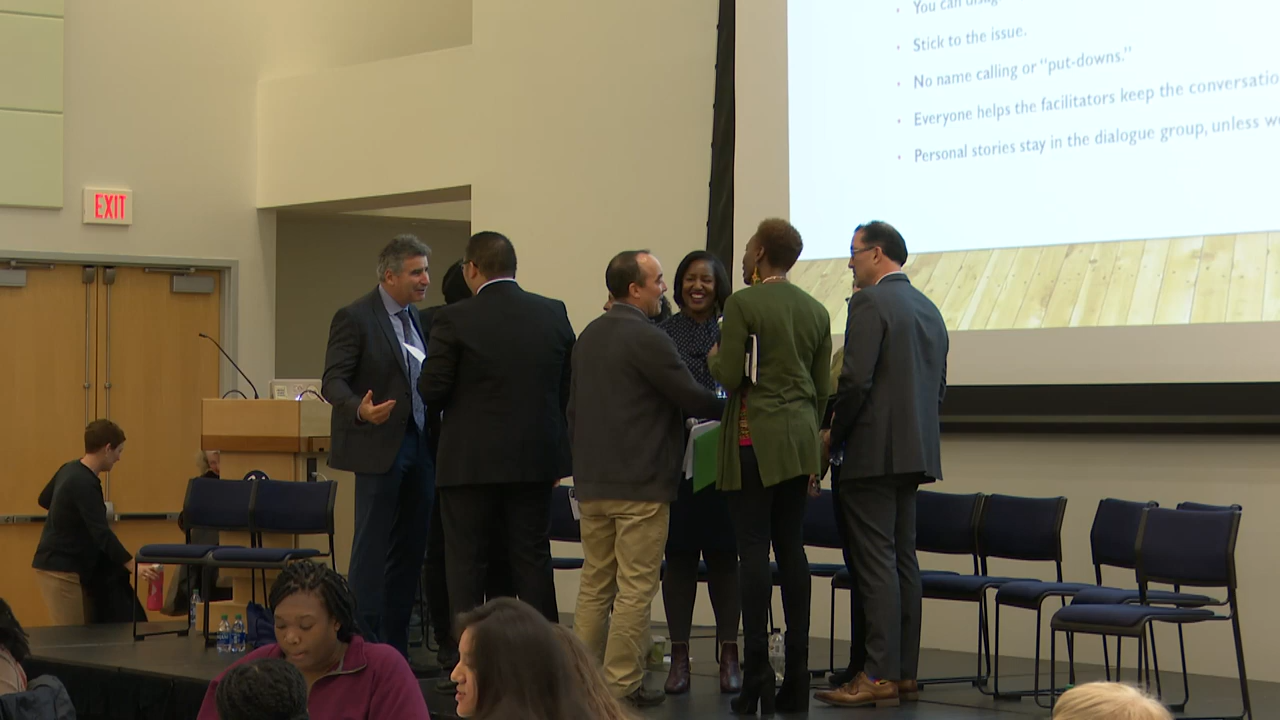 You can
Stick to the issue.
No name calling or "put-downs."
Everyone helps the facilitators keep the
Personal stories stay in the dialogue group, unless
EXIT